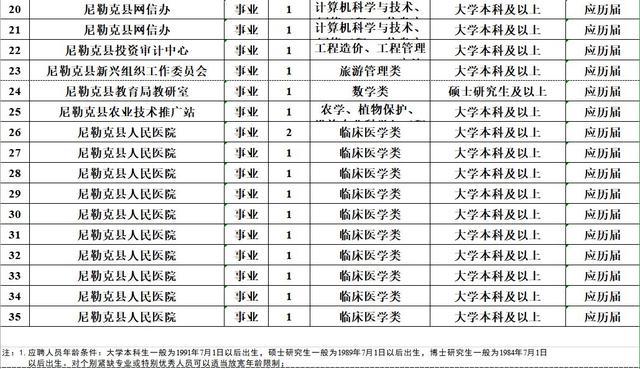 20 尼勒克县网信办 事业 1 计算机科学与技术、 大学本科及以上 应历届
21 尼勒克县网信办 事业 1 计算机科学与技术、 大学本科及以上 应历届
22 尼勒克县投资审计中心 事业 1 工程造价、工程管理 大学本科及以上 应历届
23 尼勒克县新兴组织工作委员会 事业 1 旅游管理类 大学本科及以上 应历届
24 尼勒克县教育局教研室 事业 1 数学类 硕士研究生及以上 应历届
25 尼勒克县农业技术推广站 事业 1 农学、植物保护、 大学本科及以上 应历届
26 尼勒克县人民医院 事业 2 临床医学类 大学本科及以上 应历届
27 尼勒克县人民医院 事业 1 临床医学类 大学本科及以上 应历届
28 尼勒克县人民医院 事业 1 临床医学类 大学本科及以上 应历届
29 尼勒克县人民医院 事业 1 临床医学类 大学本科及以上 应历届
30 尼勒克县人民医院 事业 1 临床医学类 大学本科及以上 应历届
31 尼勒克县人民医院 事业 1 临床医学类 大学本科及以上 应历届
32 尼勒克县人民医院 事业 1 临床医学类 大学本科及以上 应历届
33 尼勒克县人民医院 事业 1 临床医学类 大学本科及以上 应历届
34 尼勒克县人民医院 事业 1 临床医学类 大学本科及以上 应历届
35 尼勒克县人民医院 事业 1 临床医学类 大学本科及以上 应历届
注：1.应聘人员年龄条件：大学本科生一般为1991年7月1日以后出生，硕士研究生一般为1989年7月1日以后出生，博士研究生一般为1984年7月1日
以后出生。对个别紧缺专业或特别优秀人员可以适当放宽年龄限制；